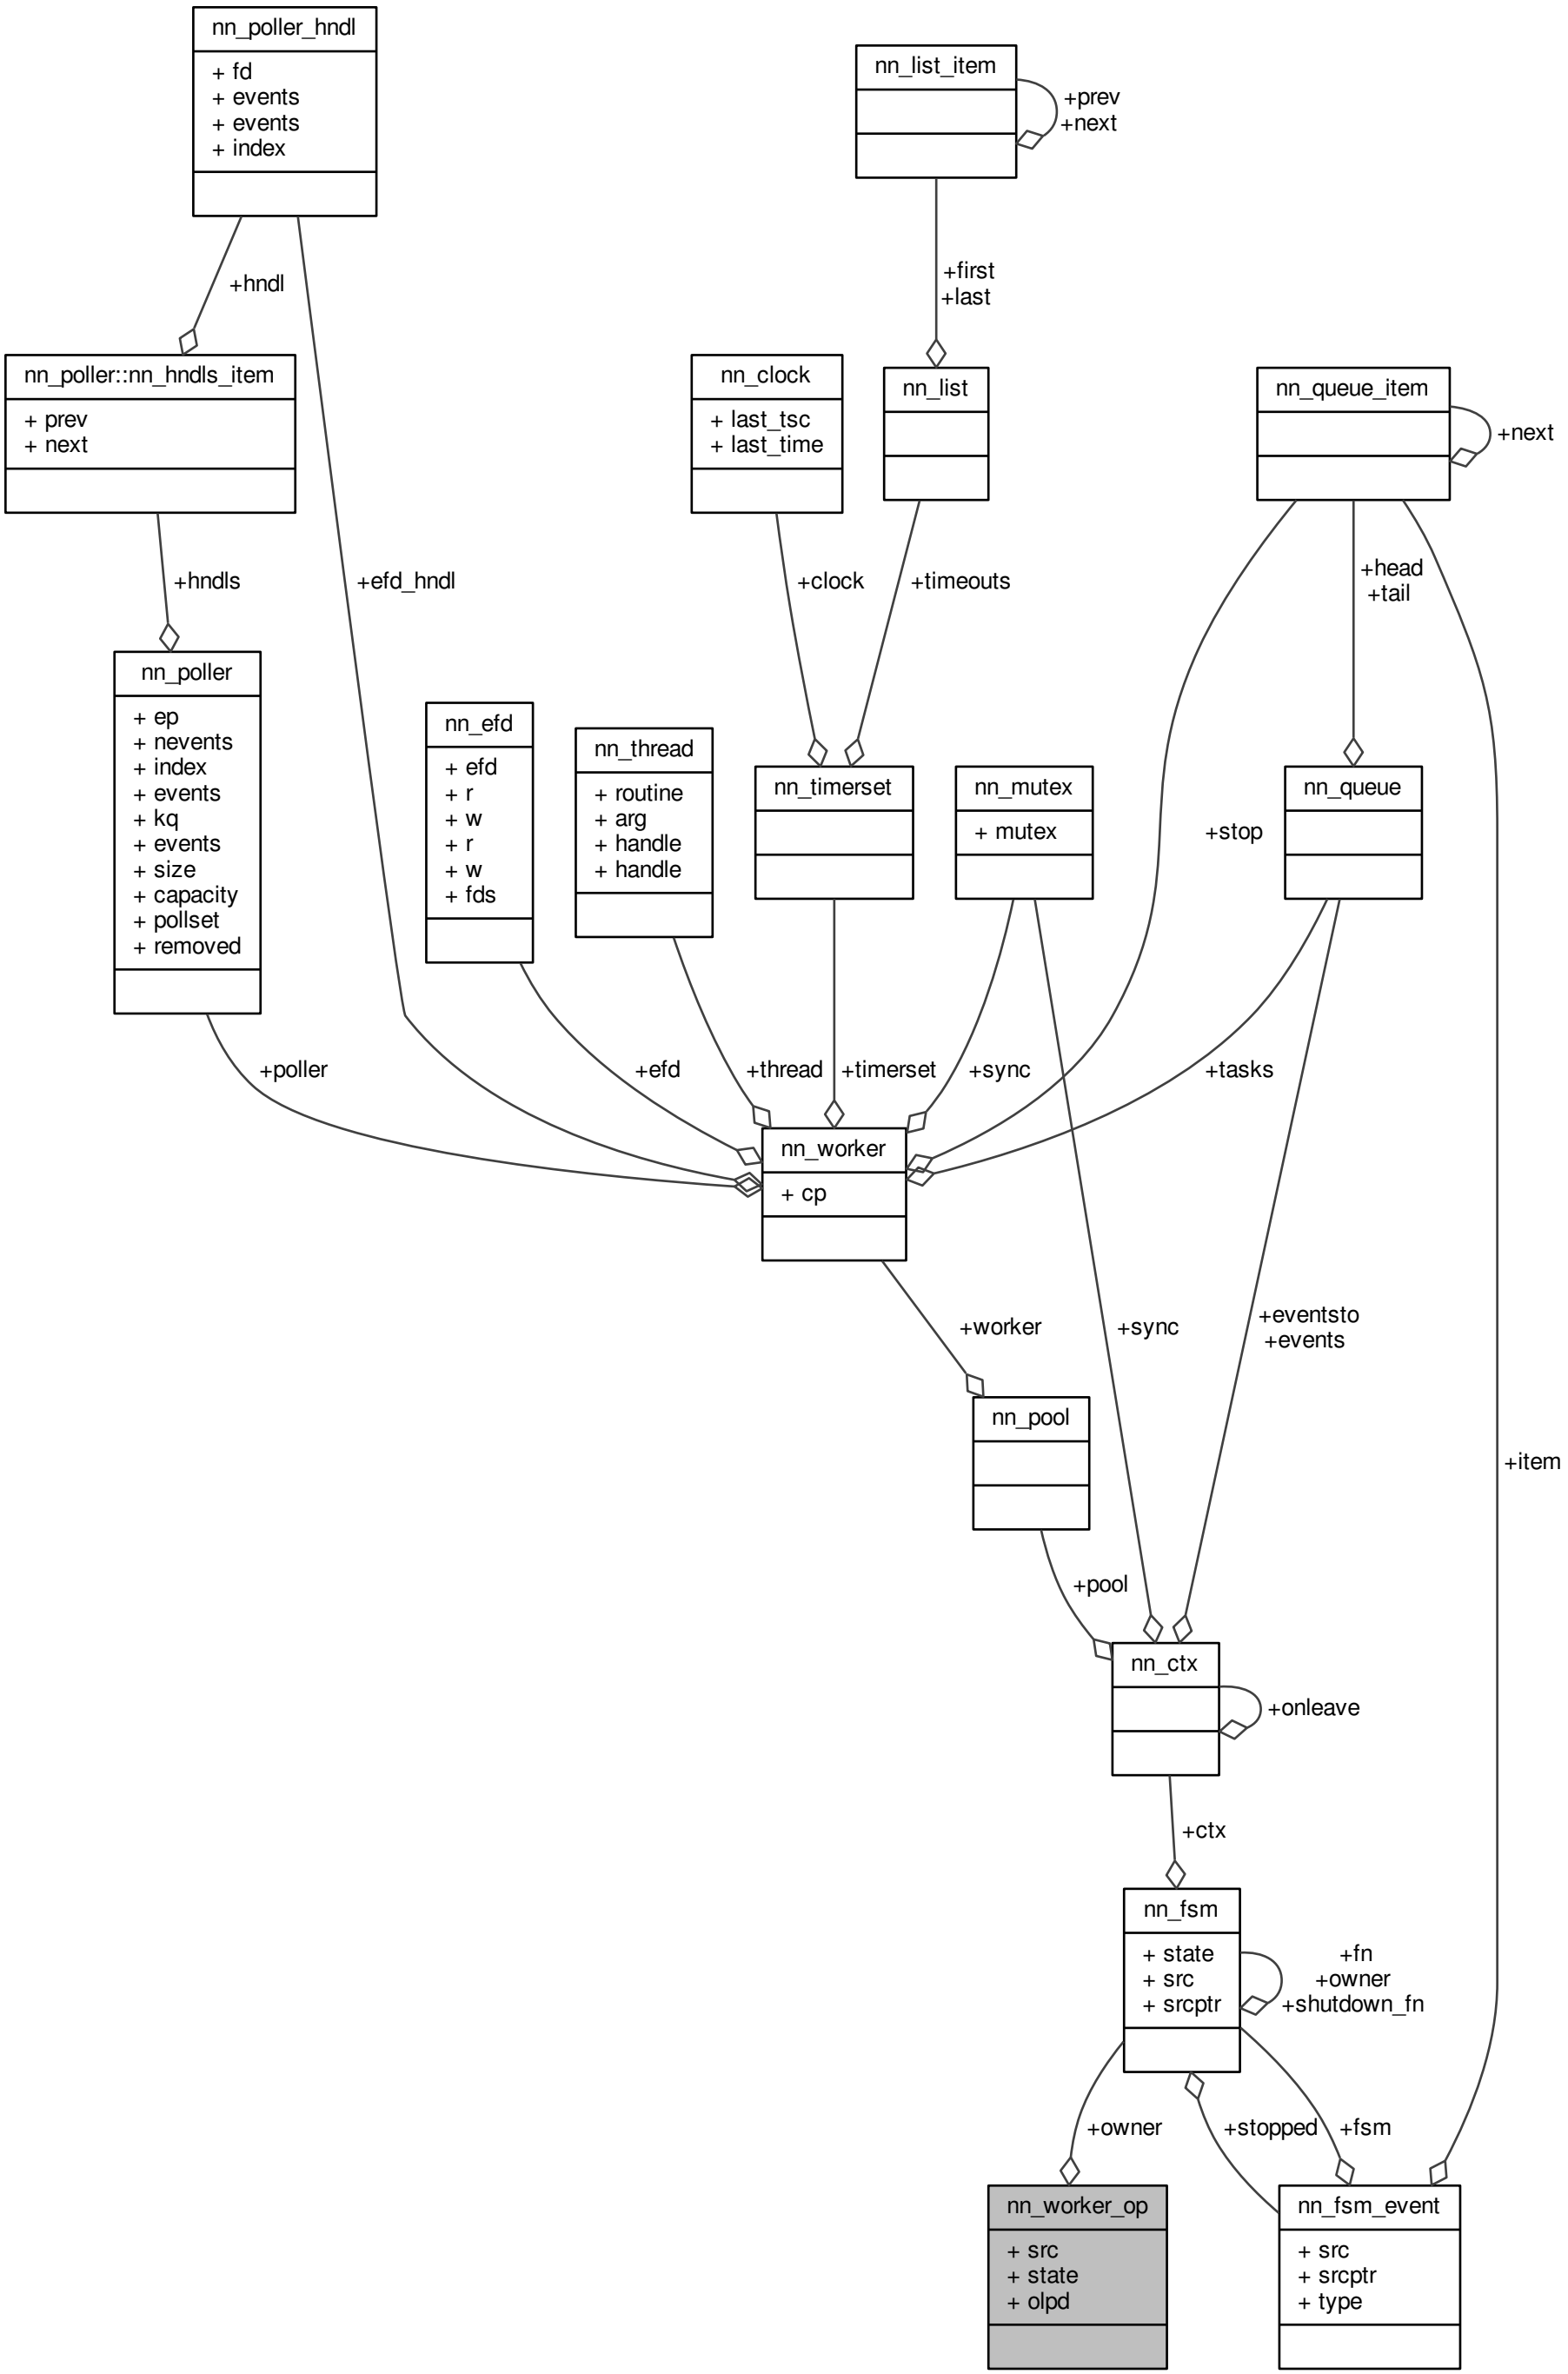 nn_poller_hndl
+ fd
+ events
+ events
+ index
nn_list_item
+prev
+next
+hndl
+first
+last
nn_poller::nn_hndls_item
+ prev
+ next
nn_clock
+ last_tsc
+ last_time
nn_list
nn_queue_item
+next
+hndls
+efd_hndl
+clock
+timeouts
+head
+tail
nn_poller
+ ep
+ nevents
+ index
+ events
+ kq
+ events
+ size
+ capacity
+ pollset
+ removed
nn_efd
+ efd
+ r
+ w
+ r
+ w
+ fds
nn_thread
+ routine
+ arg
+ handle
+ handle
nn_timerset
nn_mutex
+ mutex
+stop
nn_queue
+poller
+efd
+thread
+timerset
+sync
+tasks
nn_worker
+ cp
+worker
+sync
+eventsto
+events
nn_pool
+item
+pool
nn_ctx
+onleave
+ctx
nn_fsm
+ state
+ src
+ srcptr
+fn
+owner
+shutdown_fn
+owner
+stopped
+fsm
nn_worker_op
+ src
+ state
+ olpd
nn_fsm_event
+ src
+ srcptr
+ type